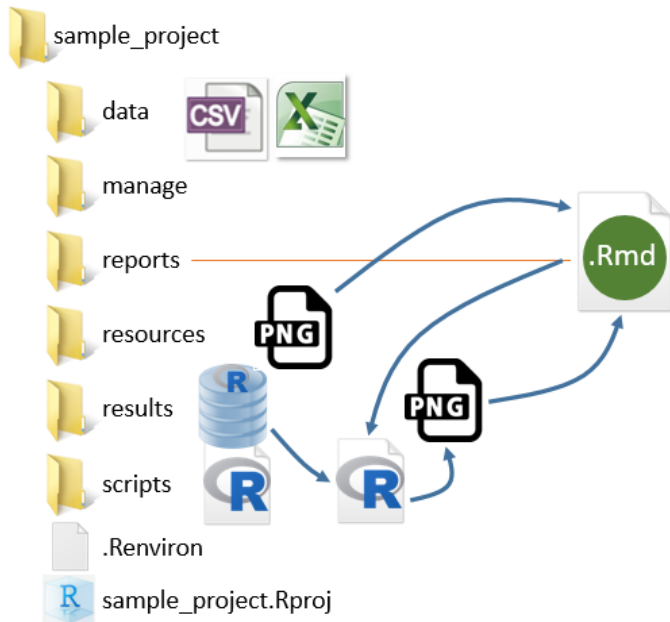 sample_project
data
CSV
X
manage
reports
.Rmd
resources
PNG
R
results
PNG
scripts
R
R
.Renviron
R
sample_project.Rproj